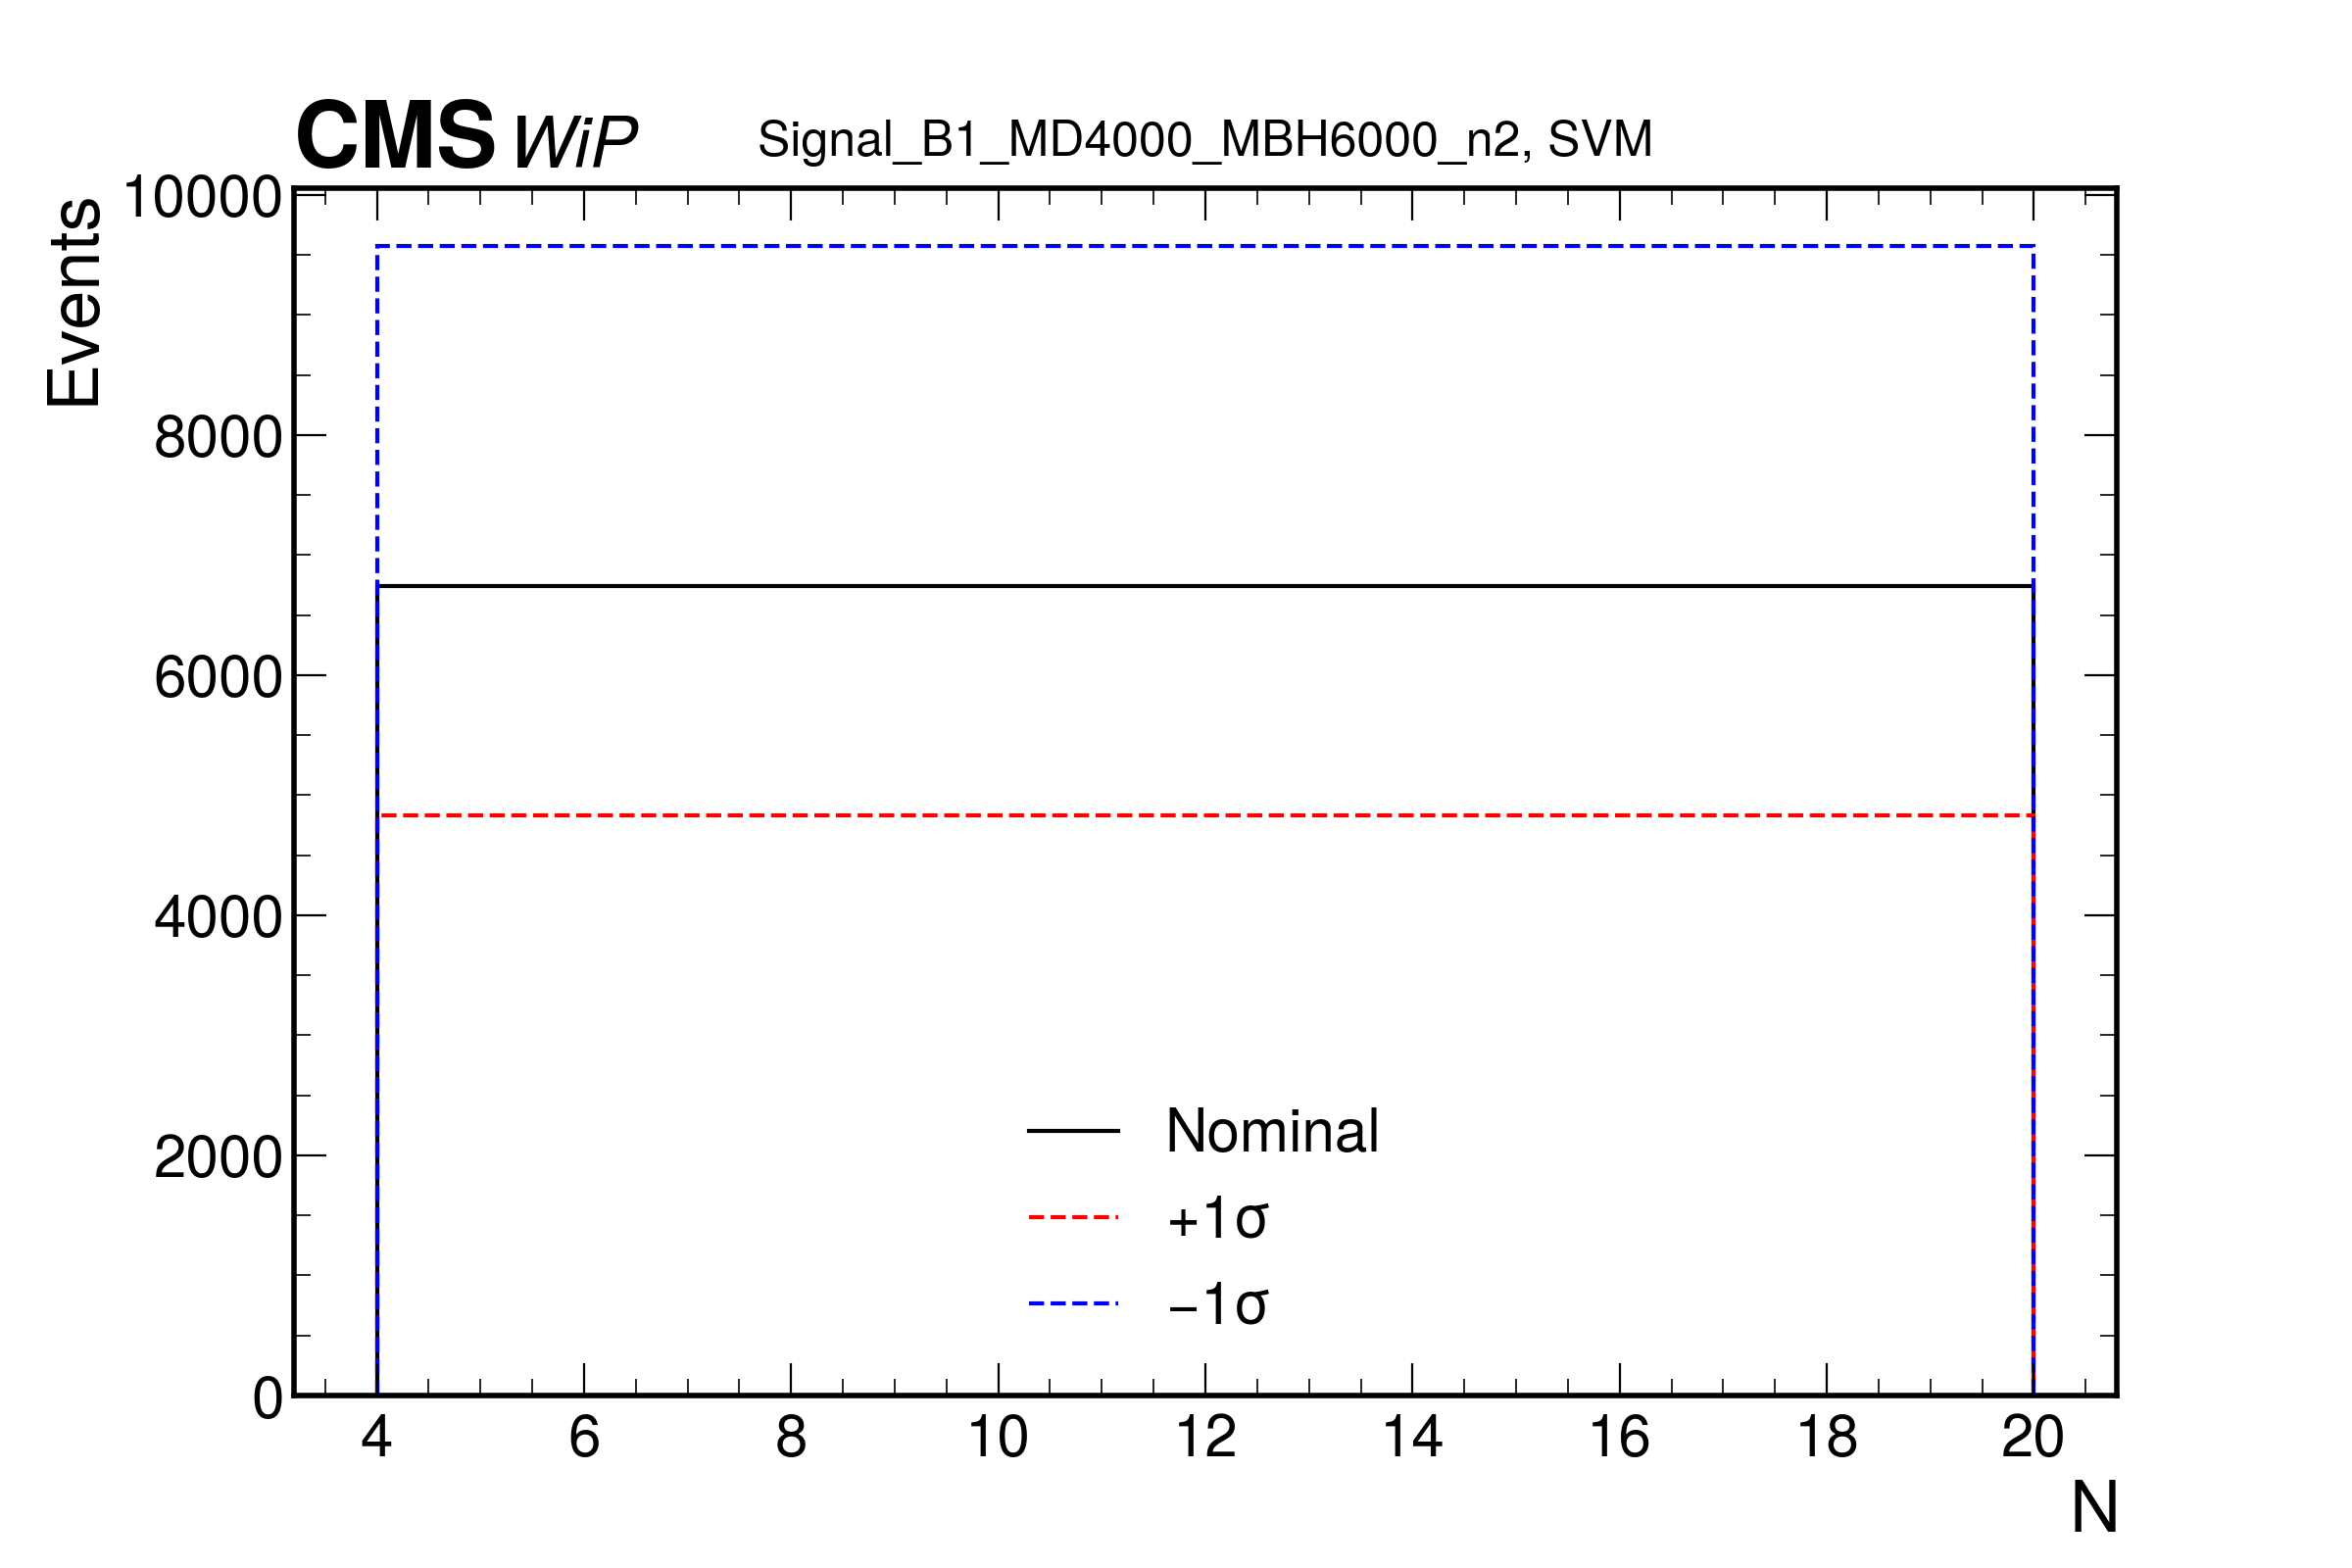 CMS WiP
Signal_B1_MD4000_MBH6000_n2, SVM
Events
10000
8000
6000
4000
2000
0
Nominal
+1σ
−1σ
4 6 8 10 12 14 16 18 20
N